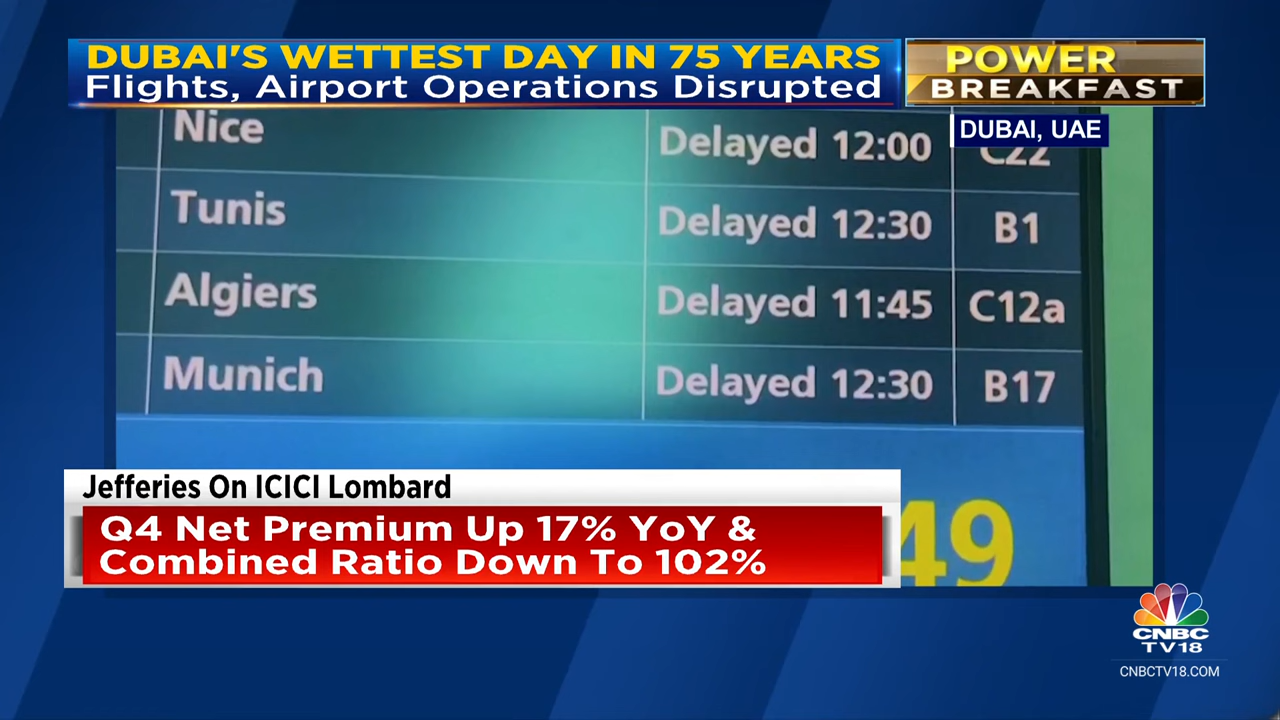 DUBAI'S WETTEST DAY IN 75 YEARS
Flights, Airport Operations Disrupted
POWER
BREAKFAST
DUBAI, UAE
Nice Delayed 12:00 C22
Tunis Delayed 12:30 B1
Algiers Delayed 11:45 C12a
Munich Delayed 12:30 B17
49
Jefferies On ICICI Lombard
Q4 Net Premium Up 17% YoY &
Combined Ratio Down To 102%
CNBC
TV18
CNBCTV18.COM